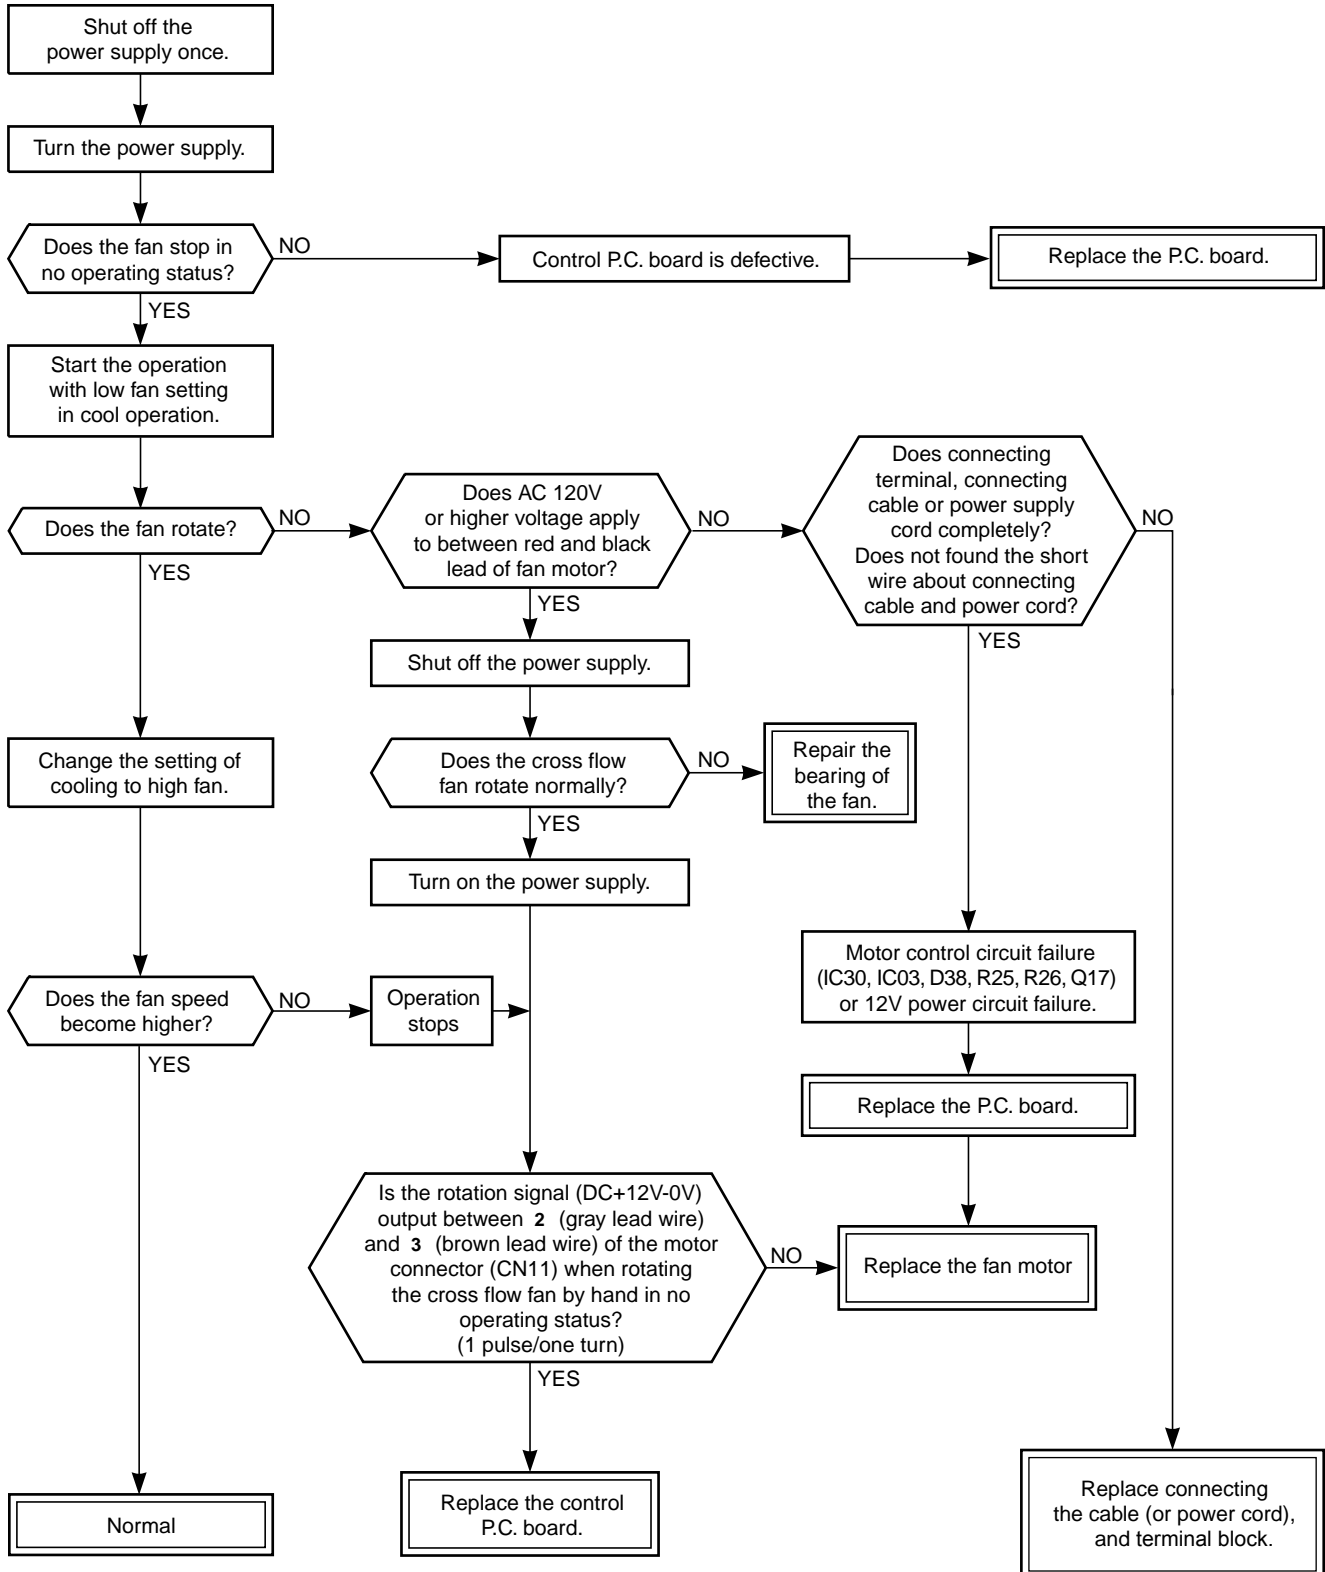 Shut off the
power supply once.
Turn the power supply.
Does the fan stop in
no operating status?
NO
Control P.C. board is defective.
Replace the P.C. board.
YES
Start the operation
with low fan setting
in cool operation.
Does the fan rotate?
NO
Does AC 120V
or higher voltage apply
to between red and black
lead of fan motor?
NO
Does connecting
terminal, connecting
cable or power supply
cord completely?
Does not found the short
wire about connecting
cable and power cord?
NO
YES
YES
YES
Shut off the power supply.
Change the setting of
cooling to high fan.
Does the cross flow
fan rotate normally?
NO
Repair the
bearing of
the fan.
YES
Turn on the power supply.
Motor control circuit failure
(IC30, IC03, D38, R25, R26, Q17)
or 12V power circuit failure.
Does the fan speed
become higher?
NO
Operation
stops
YES
Replace the P.C. board.
Is the rotation signal (DC+12V-0V)
output between 2 (gray lead wire)
and 3 (brown lead wire) of the motor
connector (CN11) when rotating
the cross flow fan by hand in no
operating status?
(1 pulse/one turn)
NO
Replace the fan motor
YES
Normal
Replace the control
P.C. board.
Replace connecting
the cable (or power cord),
and terminal block.